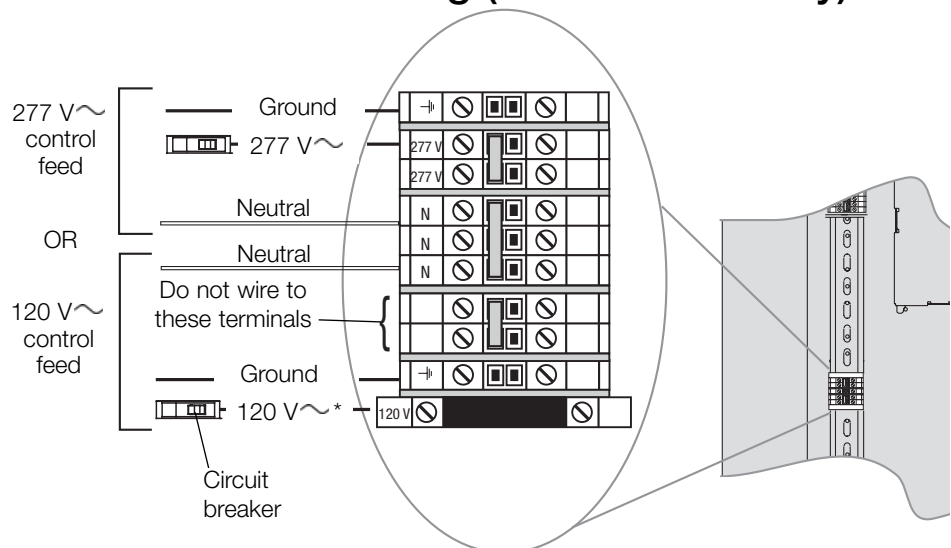 277 V~
control
feed
Ground
277 V~
Neutral
OR
Neutral
120 V~
control
feed
Do not wire to
these terminals
Ground
120 V~ *
Circuit
breaker
277 V
277 V
N
N
N
120 V